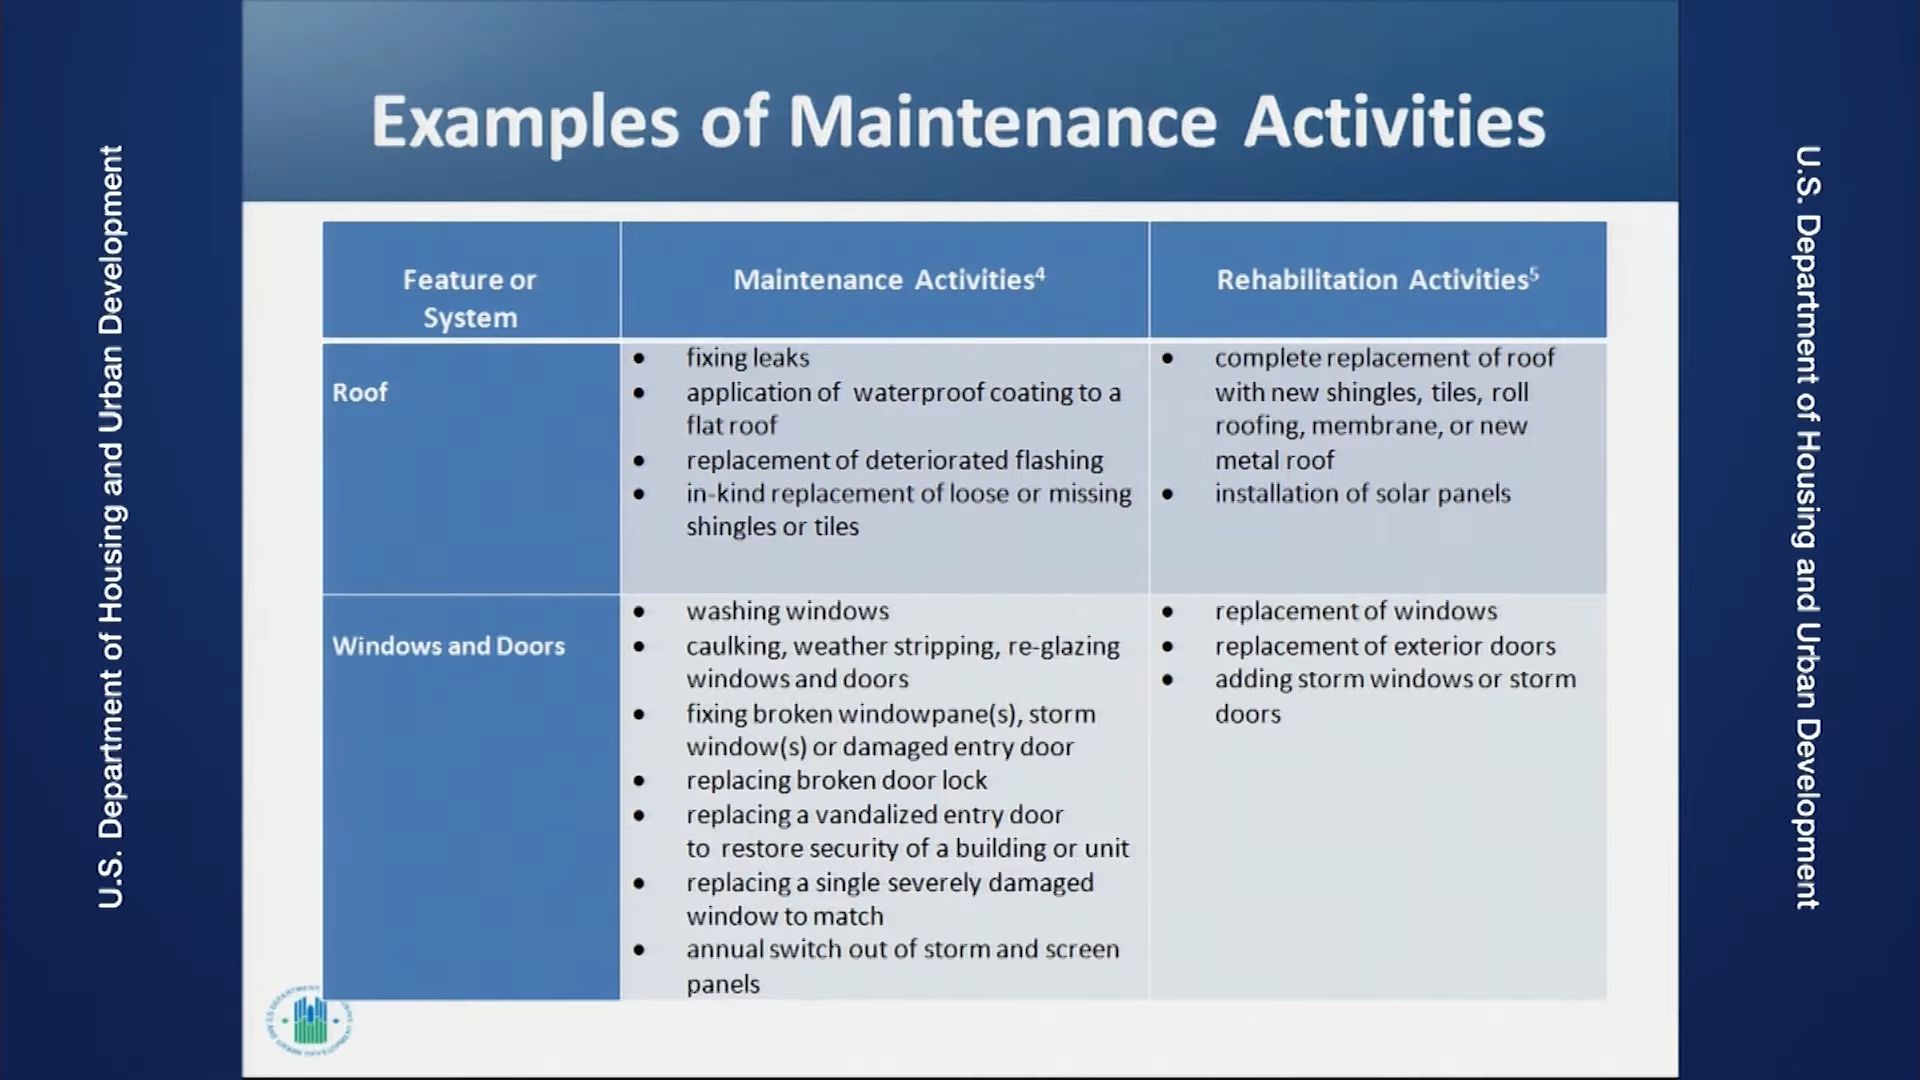 Examples of Maintenance Activities
U.S. Department of Housing and Urban Development
U.S. Department of Housing and Urban Development
Feature or
System
Maintenance Activities⁴
Rehabilitation Activities⁵
Roof
• fixing leaks
• application of waterproof coating to a
flat roof
• replacement of deteriorated flashing
• in-kind replacement of loose or missing
shingles or tiles
• complete replacement of roof
with new shingles, tiles, roll
roofing, membrane, or new
metal roof
• installation of solar panels
Windows and Doors
• washing windows
• caulking, weather stripping, re-glazing
windows and doors
• fixing broken windowpane(s), storm
window(s) or damaged entry door
• replacing broken door lock
• replacing a vandalized entry door
to restore security of a building or unit
• replacing a single severely damaged
window to match
• annual switch out of storm and screen
panels
• replacement of windows
• replacement of exterior doors
• adding storm windows or storm
doors